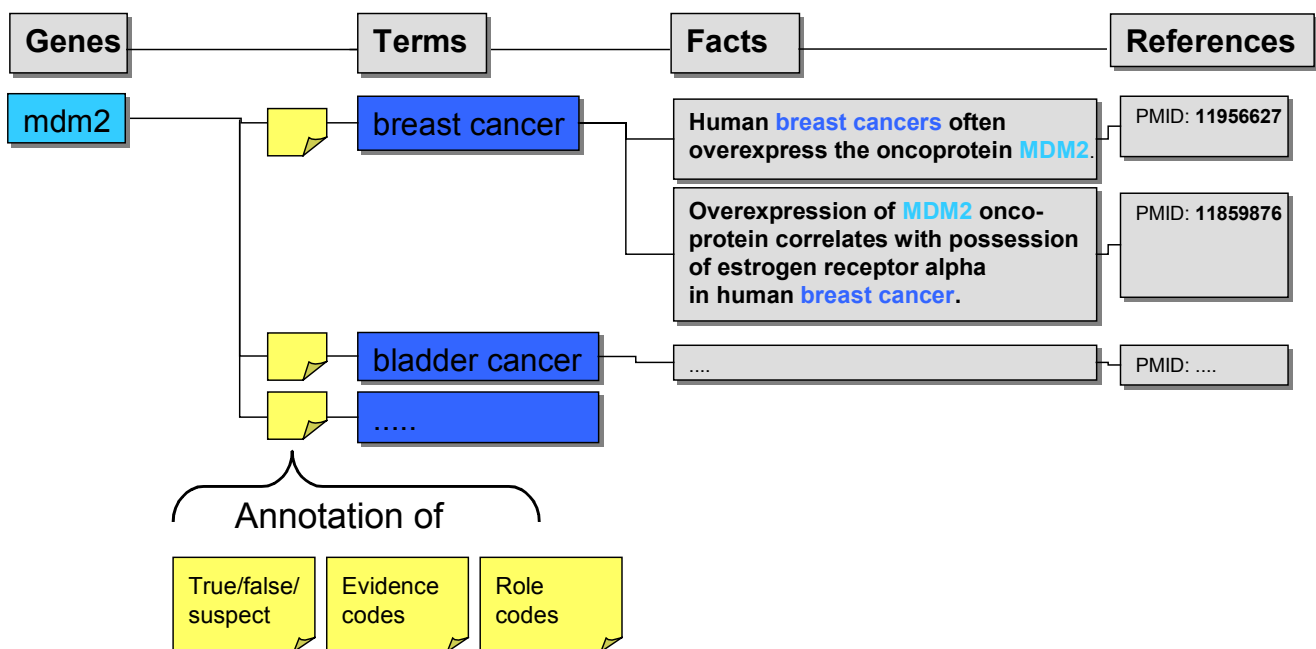 Genes
Terms
Facts
References
mdm2
breast cancer
Human breast cancers often
overexpress the oncoprotein MDM2.
PMID: 11956627
Overexpression of MDM2 onco-
protein correlates with possession
of estrogen receptor alpha
in human breast cancer.
PMID: 11859876
bladder cancer
....
PMID: ....
.....
Annotation of
True/false/
suspect
Evidence
codes
Role
codes